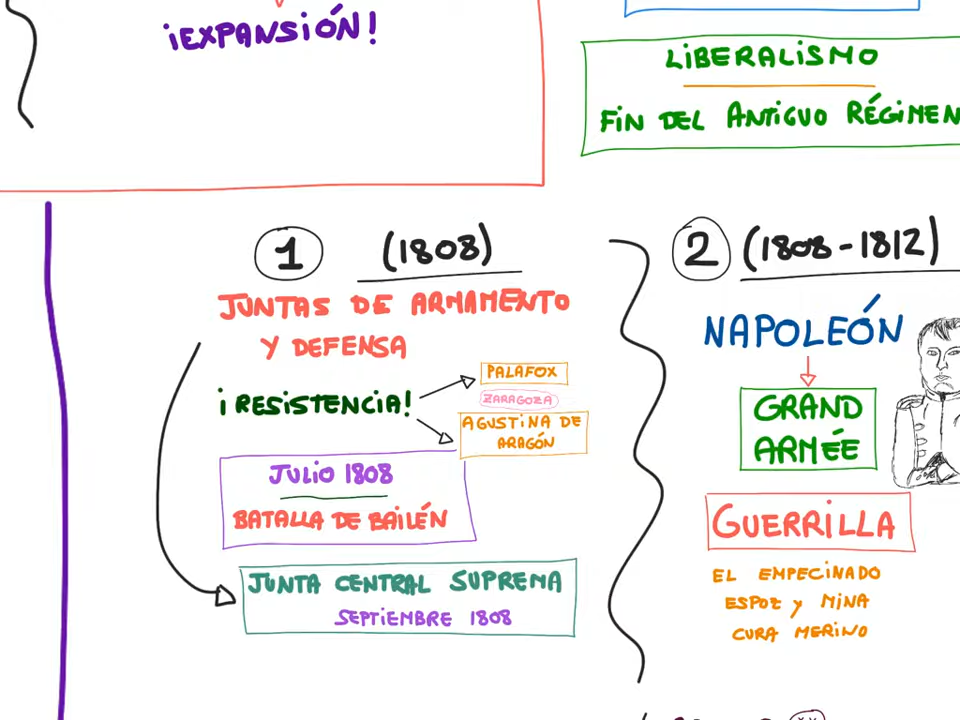 ¡EXPANSIÓN!
LIBERALISMO
FIN DEL ANTIGUO RÉGIMEN
1 (1808)
JUNTAS DE ARMAMENTO
Y DEFENSA
¡RESISTENCIA!
PALAFOX
ZARAGOZA
AGUSTINA DE
ARAGÓN
JULIO 1808
BATALLA DE BAILÉN
JUNTA CENTRAL SUPREMA
SEPTIEMBRE 1808
2 (1808-1812)
NAPOLEÓN
GRAND
ARMÉE
GUERRILLA
EL EMPECINADO
ESPOZ Y MINA
CURA MERINO